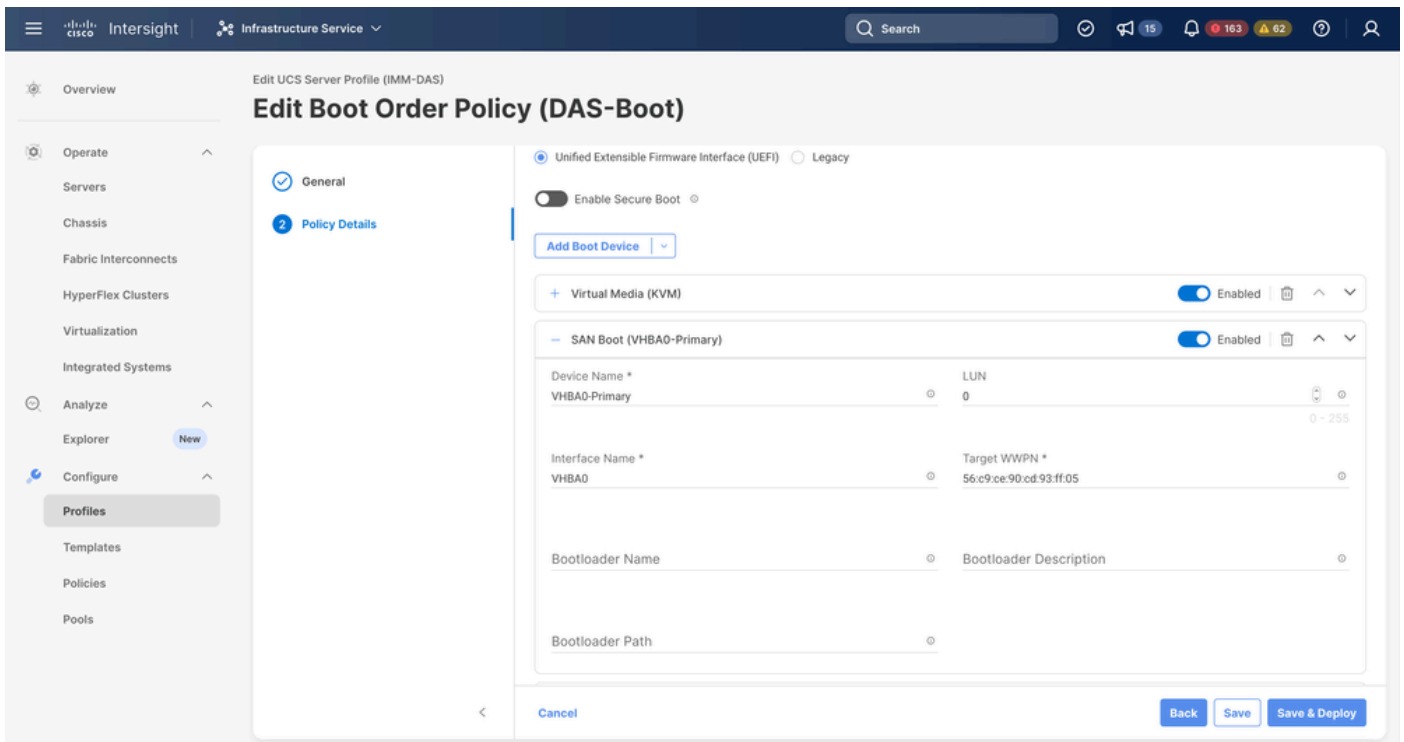 cisco Intersight Infrastructure Service Search 15 163 62
Overview
Operate
Servers
Chassis
Fabric Interconnects
HyperFlex Clusters
Virtualization
Integrated Systems
Analyze
Explorer New
Configure
Profiles
Templates
Policies
Pools
Edit UCS Server Profile (IMM-DAS)
Edit Boot Order Policy (DAS-Boot)
General
2 Policy Details
Unified Extensible Firmware Interface (UEFI) Legacy
Enable Secure Boot
Add Boot Device
+ Virtual Media (KVM) Enabled
− SAN Boot (VHBA0-Primary) Enabled
Device Name * LUN
VHBA0-Primary 0
0 - 255
Interface Name * Target WWPN *
VHBA0 56:c9:ce:90:cd:93:ff:05
Bootloader Name Bootloader Description
Bootloader Path
Cancel Back Save Save & Deploy